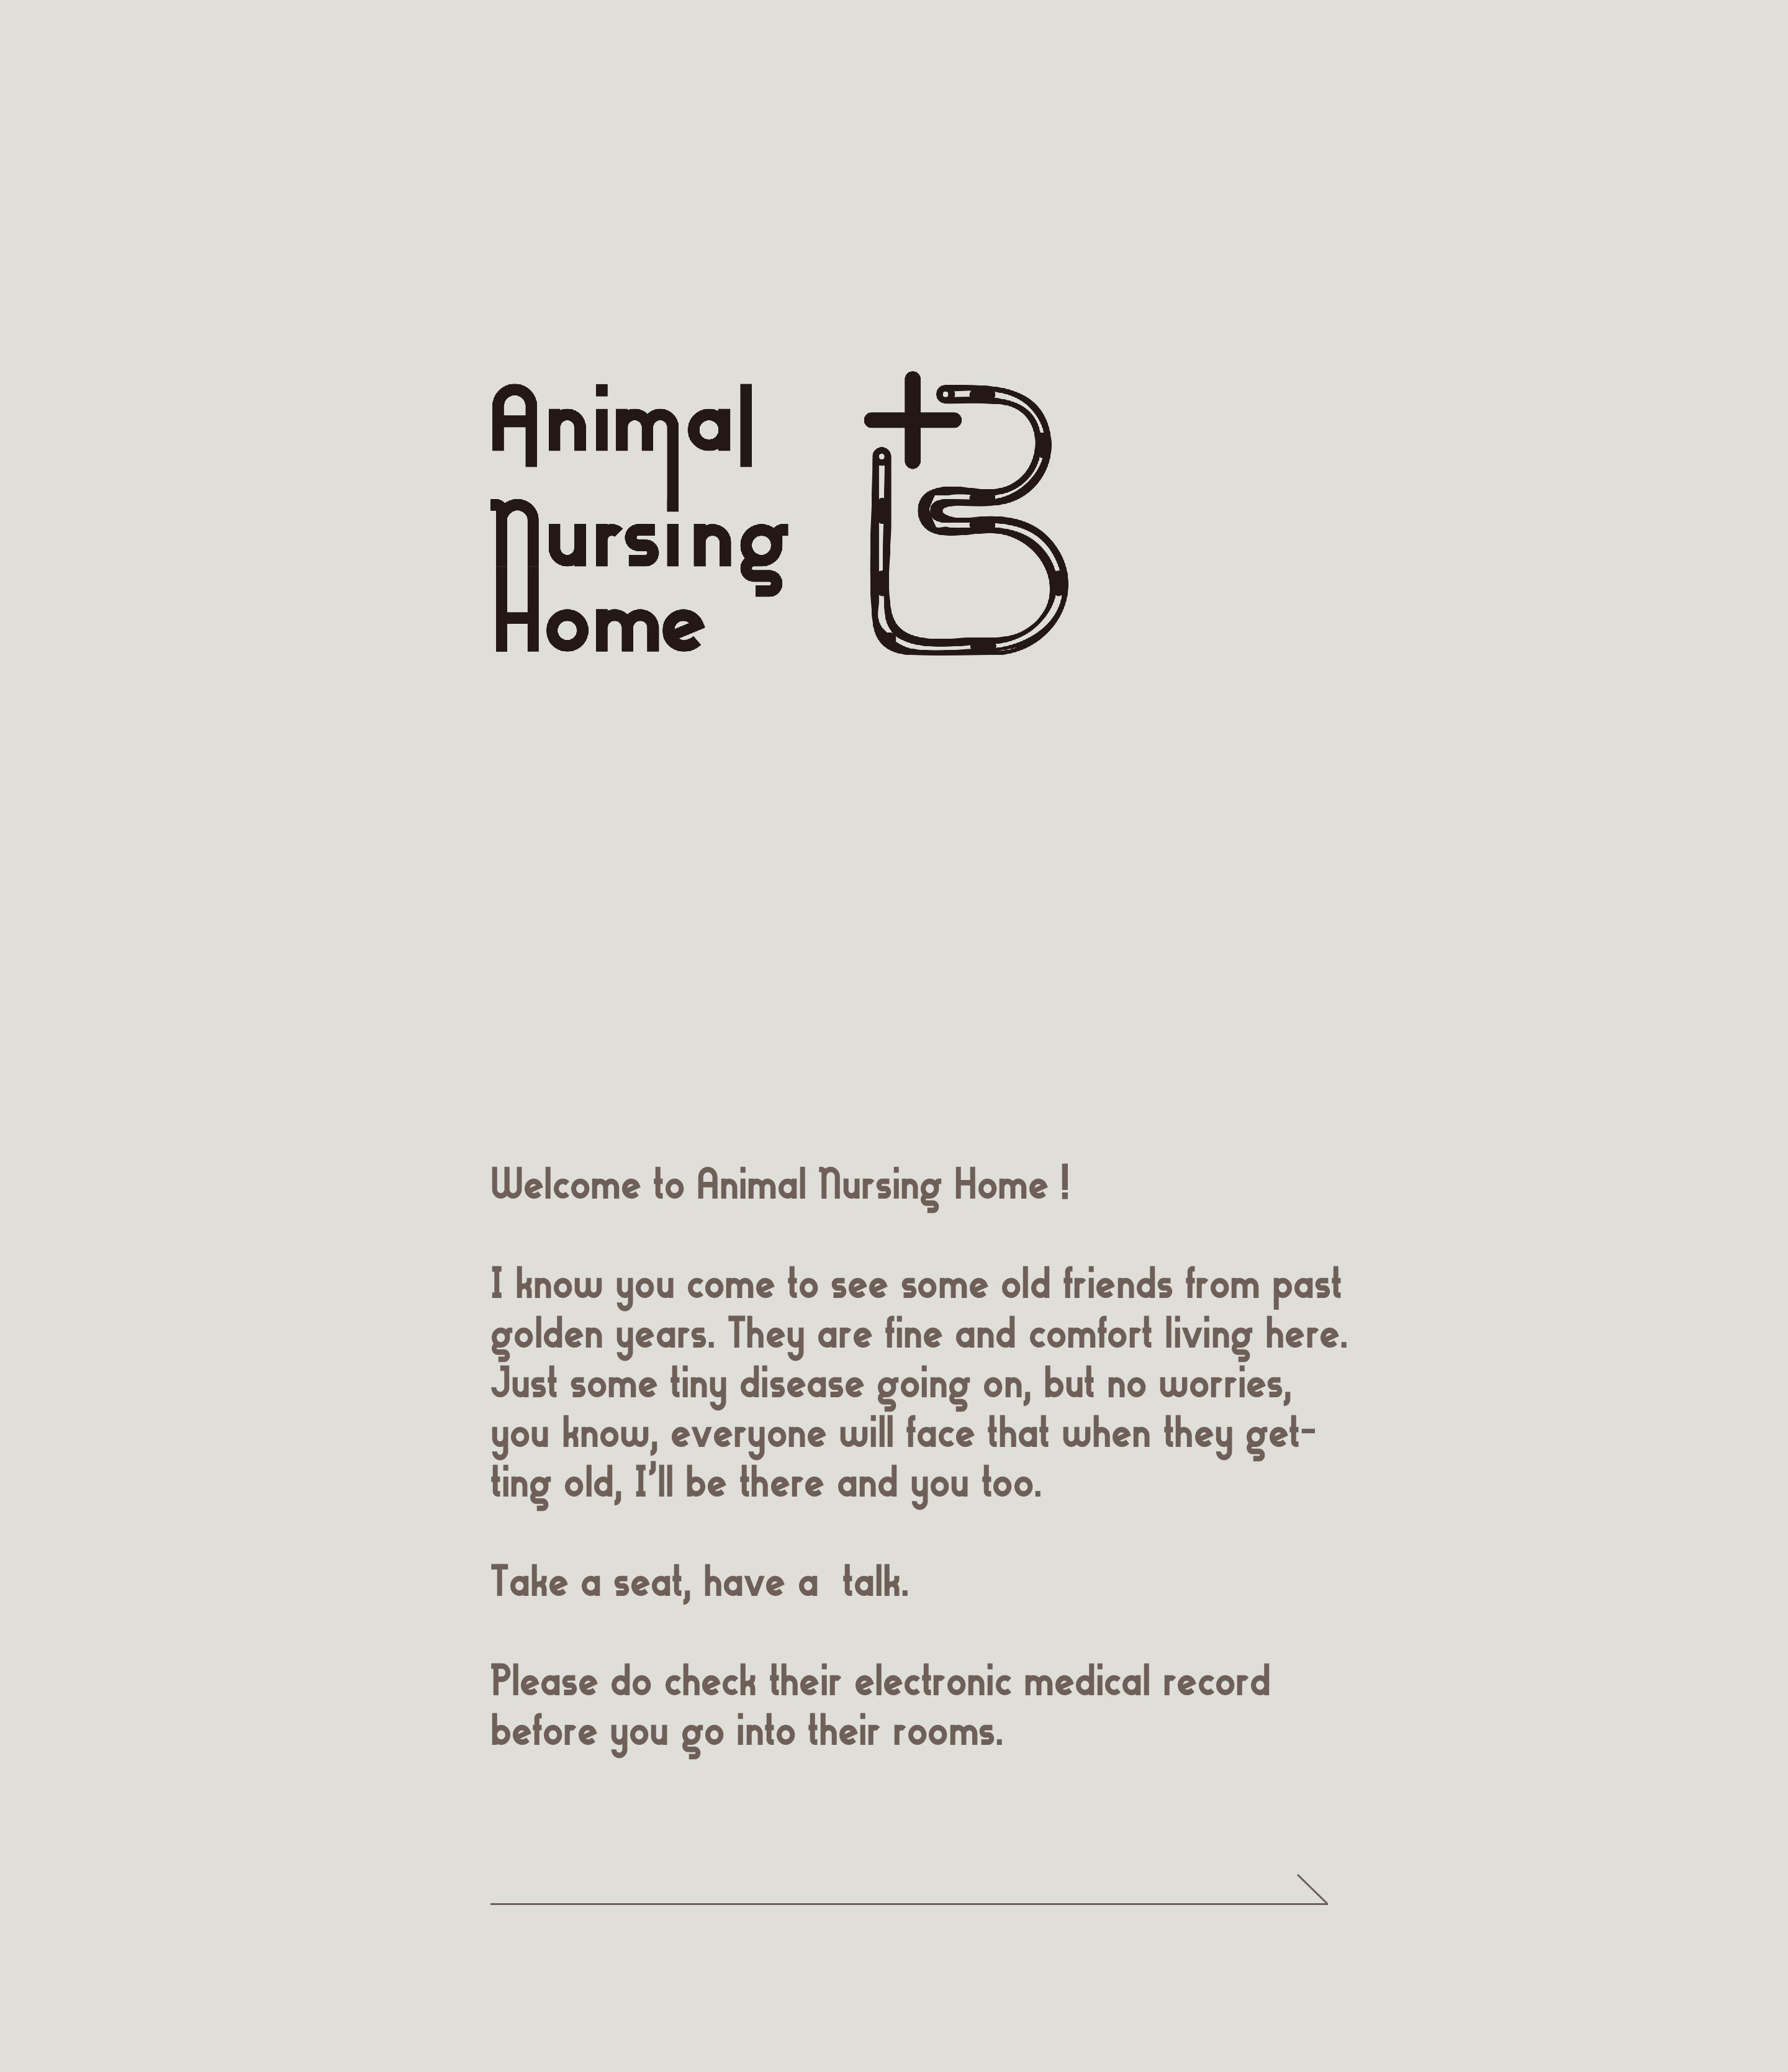 Animal
Nursing
Home
B
Welcome to Animal Nursing Home !
I know you come to see some old friends from past
golden years. They are fine and comfort living here.
Just some tiny disease going on, but no worries,
you know, everyone will face that when they get-
ting old, I'll be there and you too.
Take a seat, have a  talk.
Please do check their electronic medical record
before you go into their rooms.